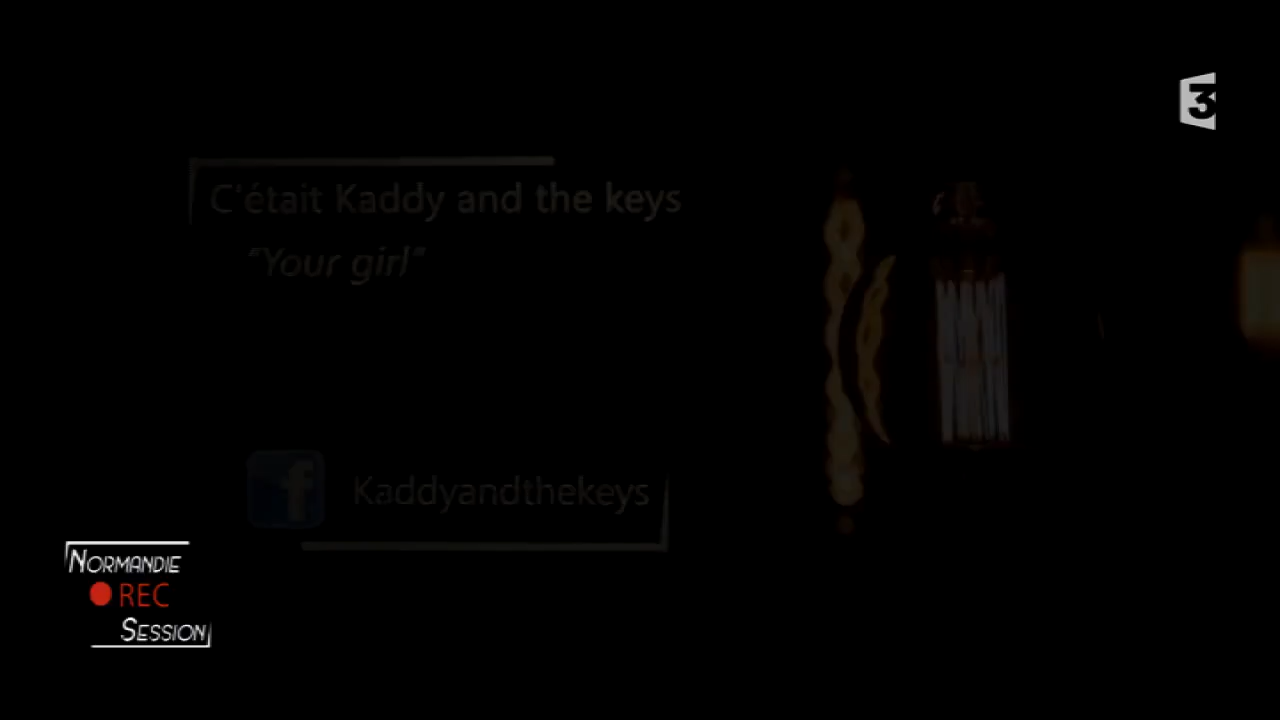 3
C'était Kaddy and the keys
"Your girl"
f Kaddyandthekeys
NORMANDIE
REC
SESSION